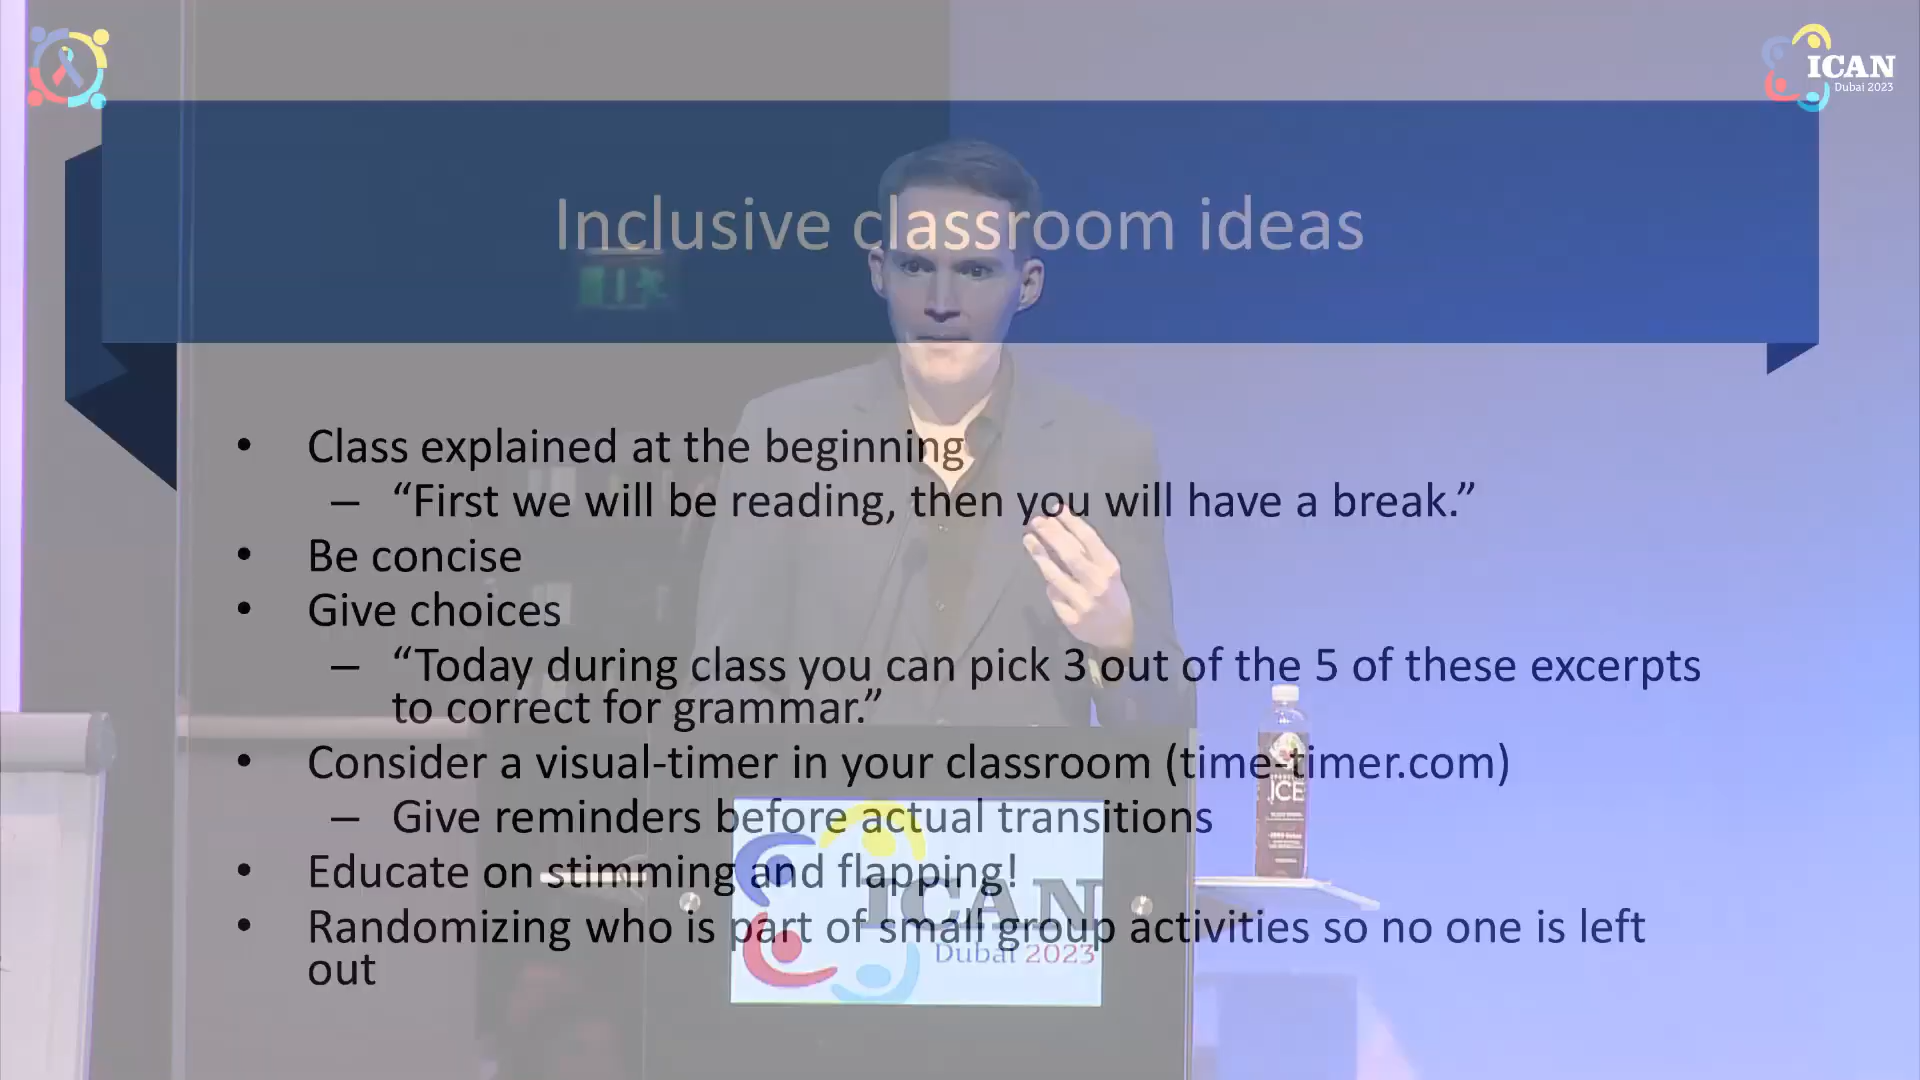 ICAN
Dubai 2023
Inclusive classroom ideas
• Class explained at the beginning
– “First we will be reading, then you will have a break.”
• Be concise
• Give choices
– “Today during class you can pick 3 out of the 5 of these excerpts
to correct for grammar.”
• Consider a visual-timer in your classroom (time-timer.com)
– Give reminders before actual transitions
• Educate on stimming and flapping!
• Randomizing who is part of small group activities so no one is left
out
ICE
ICAN
Dubai 2023